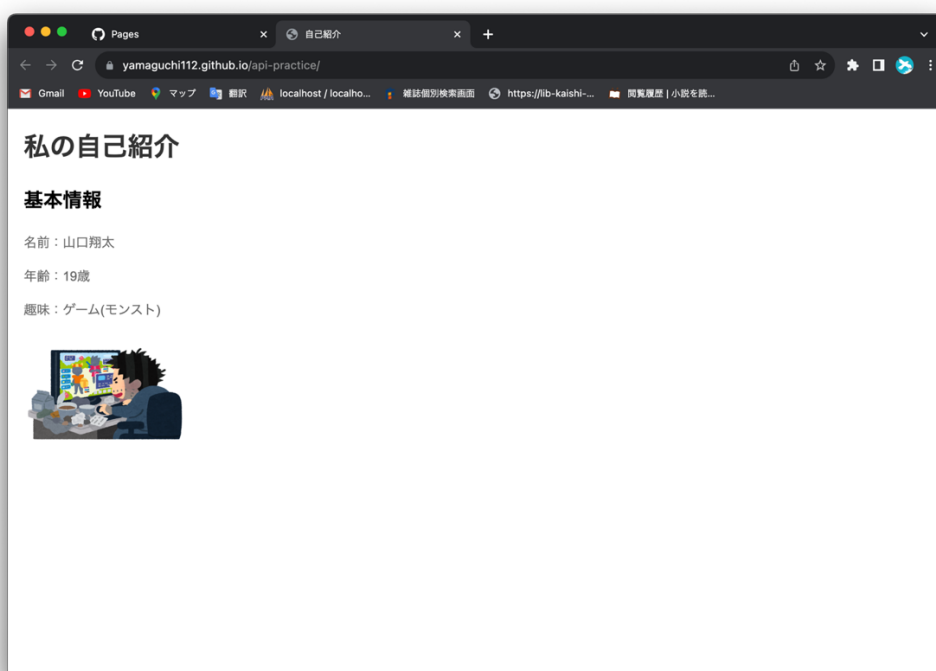 Pages
自己紹介
yamaguchi112.github.io/api-practice/
Gmail YouTube マップ 翻訳 localhost / localho... 雑誌個別検索画面 https://lib-kaishi-... 閲覧履歴 | 小説を読...
私の自己紹介
基本情報
名前：山口翔太
年齢：19歳
趣味：ゲーム(モンスト)